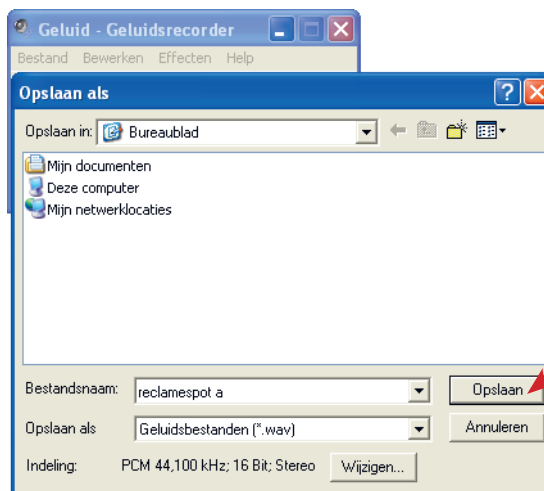 Geluid - Geluidsrecorder
Bestand Bewerken Effecten Help
Opslaan als
Opslaan in: Bureaublad
Mijn documenten
Deze computer
Mijn netwerklocaties
Bestandsnaam: reclamespot a Opslaan
Opslaan als Geluidsbestanden (*.wav) Annuleren
Indeling: PCM 44,100 kHz; 16 Bit; Stereo Wijzigen...